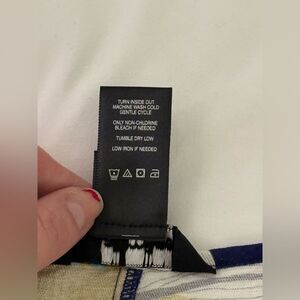 TURN INSIDE OUT
MACHINE WASH COLD
GENTLE CYCLE
ONLY NON-CHLORINE
BLEACH IF NEEDED
TUMBLE DRY LOW
LOW IRON IF NEEDED